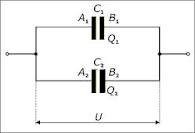 C₁
A₁ B₁
Q₁
C₂
A₂ B₂
Q₂
U